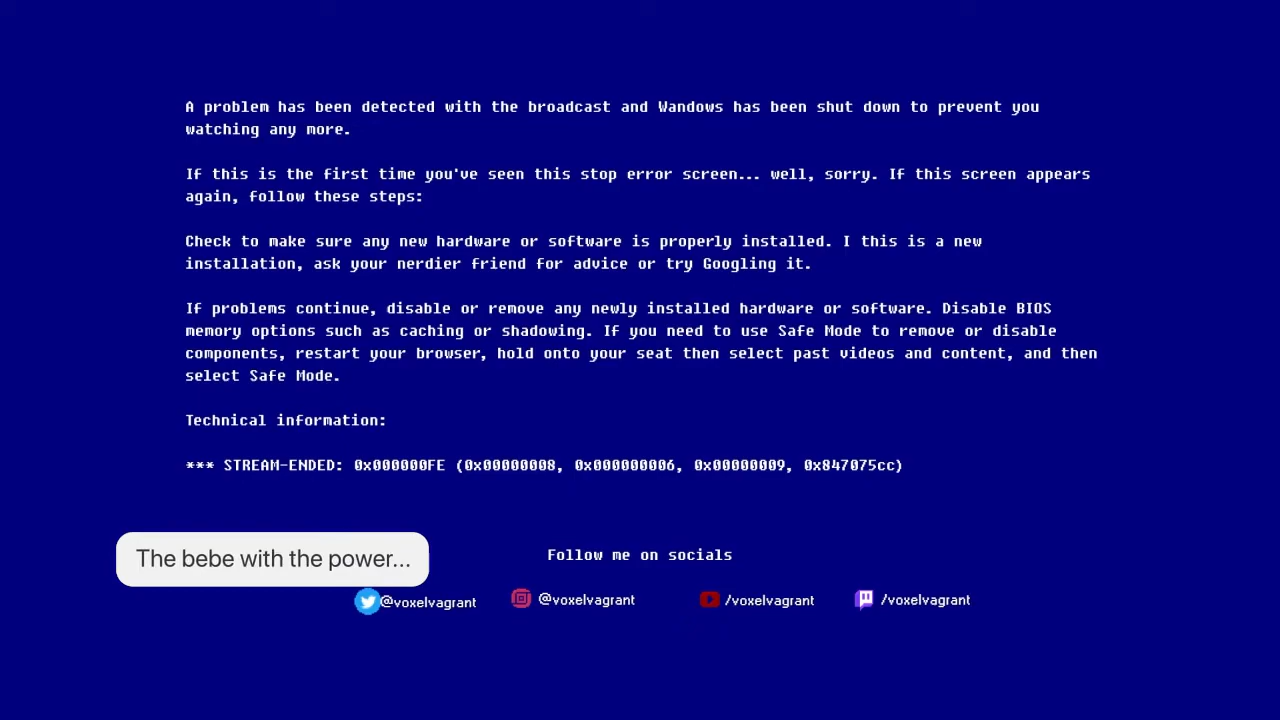 A problem has been detected with the broadcast and Wandows has been shut down to prevent you
watching any more.
If this is the first time you've seen this stop error screen... well, sorry. If this screen appears
again, follow these steps:
Check to make sure any new hardware or software is properly installed. I this is a new
installation, ask your nerdier friend for advice or try Googling it.
If problems continue, disable or remove any newly installed hardware or software. Disable BIOS
memory options such as caching or shadowing. If you need to use Safe Mode to remove or disable
components, restart your browser, hold onto your seat then select past videos and content, and then
select Safe Mode.
Technical information:
*** STREAM-ENDED: 0x000000FE (0x00000008, 0x000000006, 0x00000009, 0x847075cc)
The bebe with the power...
Follow me on socials
@voxelvagrant @voxelvagrant /voxelvagrant /voxelvagrant